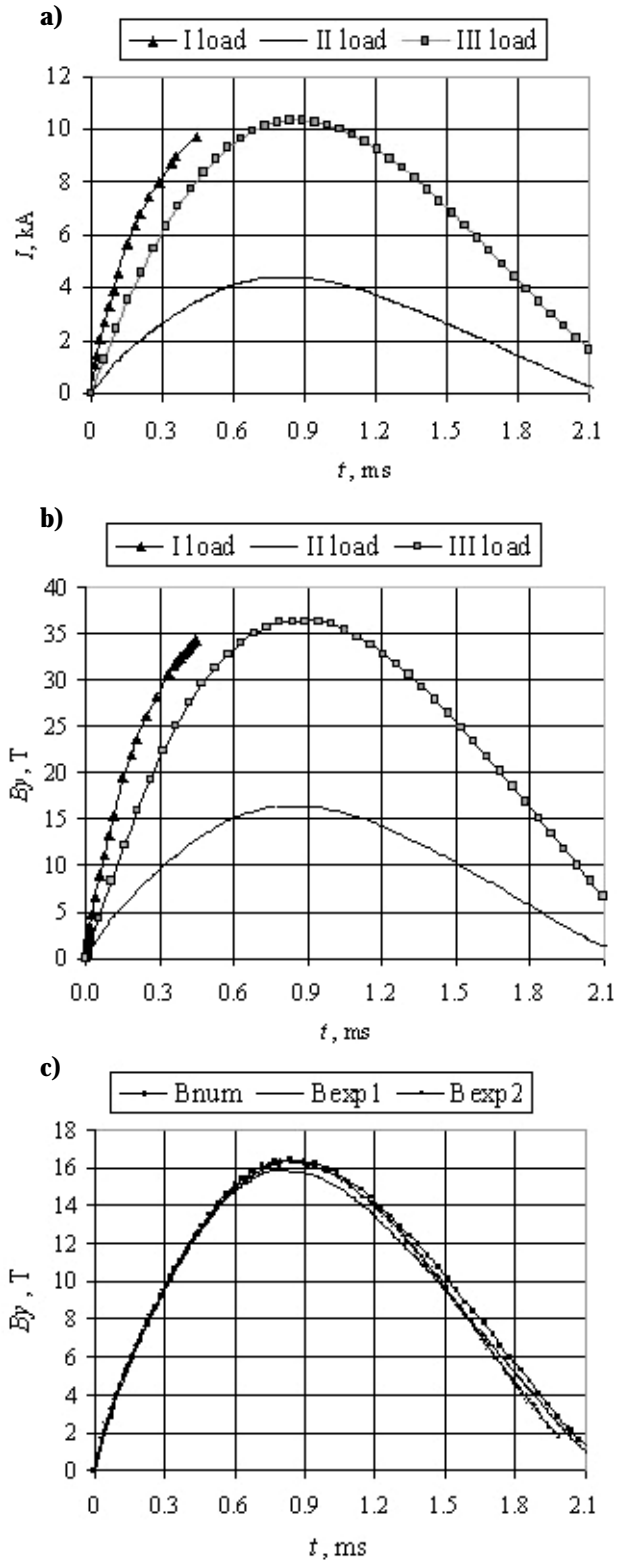 a)
I load II load III load
12
10
8
6
4
2
0
I, kA
0 0.3 0.6 0.9 1.2 1.5 1.8 2.1
t, ms
b)
I load II load III load
40
35
30
25
20
15
10
5
0
By, T
0.0 0.3 0.6 0.9 1.2 1.5 1.8 2.1
t, ms
c)
Bnum Bexp1 Bexp2
18
16
14
12
10
8
6
4
2
0
By, T
0 0.3 0.6 0.9 1.2 1.5 1.8 2.1
t, ms